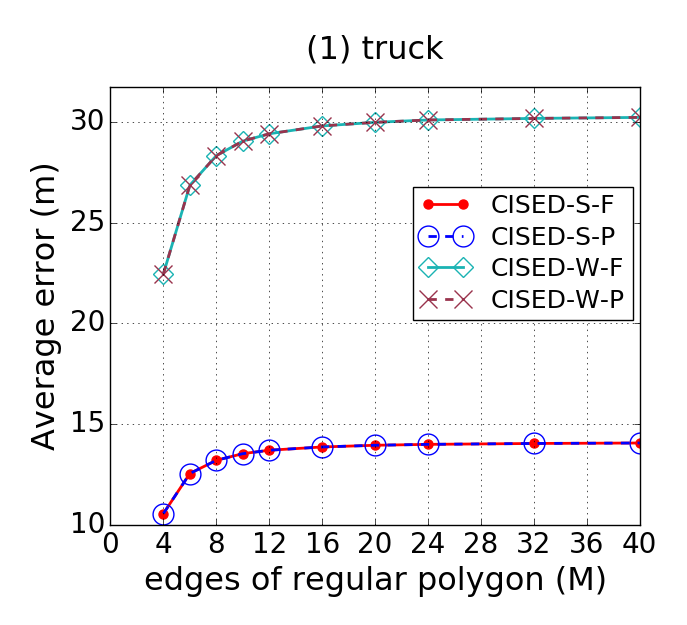 (1) truck
Average error (m)
30
25
20
15
10
CISED-S-F
CISED-S-P
CISED-W-F
CISED-W-P
0 4 8 12 16 20 24 28 32 36 40
edges of regular polygon (M)